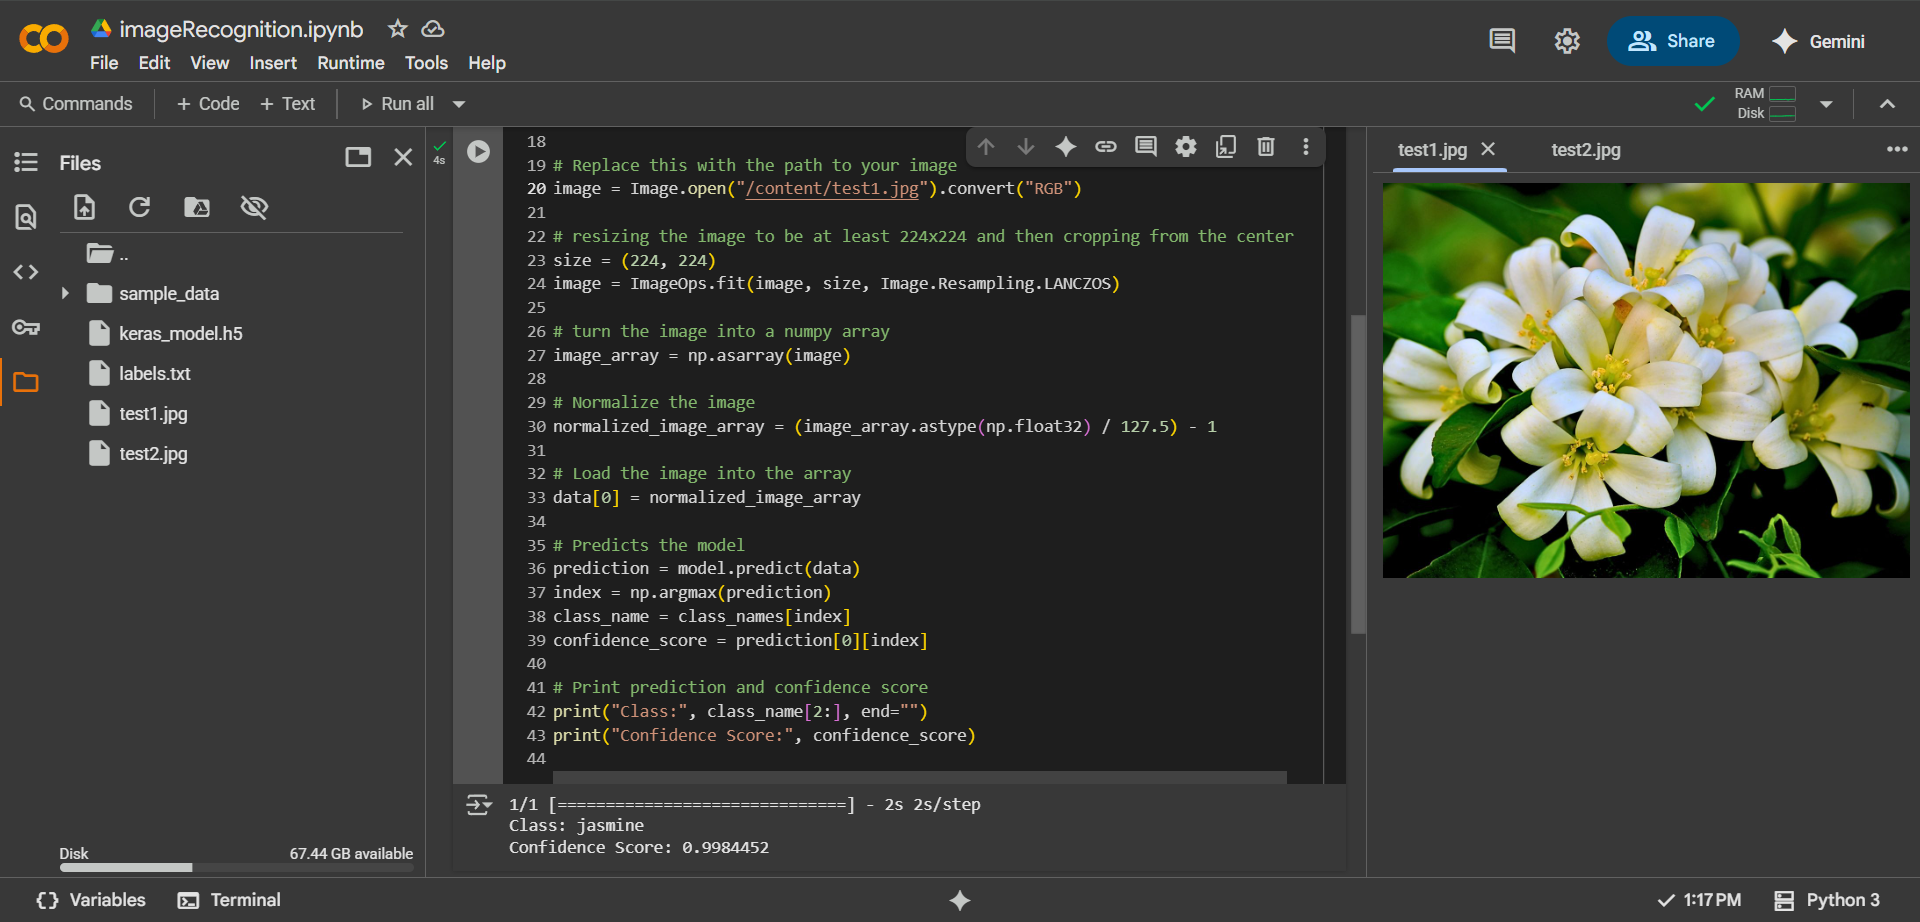 imageRecognition.ipynb
File Edit View Insert Runtime Tools Help
Share
Gemini
Commands
+ Code + Text
Run all
RAM
Disk
Files
..
sample_data
keras_model.h5
labels.txt
test1.jpg
test2.jpg
Disk 67.44 GB available
4s
18
19 # Replace this with the path to your image
20 image = Image.open("/content/test1.jpg").convert("RGB")
21
22 # resizing the image to be at least 224x224 and then cropping from the center
23 size = (224, 224)
24 image = ImageOps.fit(image, size, Image.Resampling.LANCZOS)
25
26 # turn the image into a numpy array
27 image_array = np.asarray(image)
28
29 # Normalize the image
30 normalized_image_array = (image_array.astype(np.float32) / 127.5) - 1
31
32 # Load the image into the array
33 data[0] = normalized_image_array
34
35 # Predicts the model
36 prediction = model.predict(data)
37 index = np.argmax(prediction)
38 class_name = class_names[index]
39 confidence_score = prediction[0][index]
40
41 # Print prediction and confidence score
42 print("Class:", class_name[2:], end="")
43 print("Confidence Score:", confidence_score)
44
1/1 [==============================] - 2s 2s/step
Class: jasmine
Confidence Score: 0.9984452
test1.jpg test2.jpg
Variables Terminal
1:17 PM Python 3